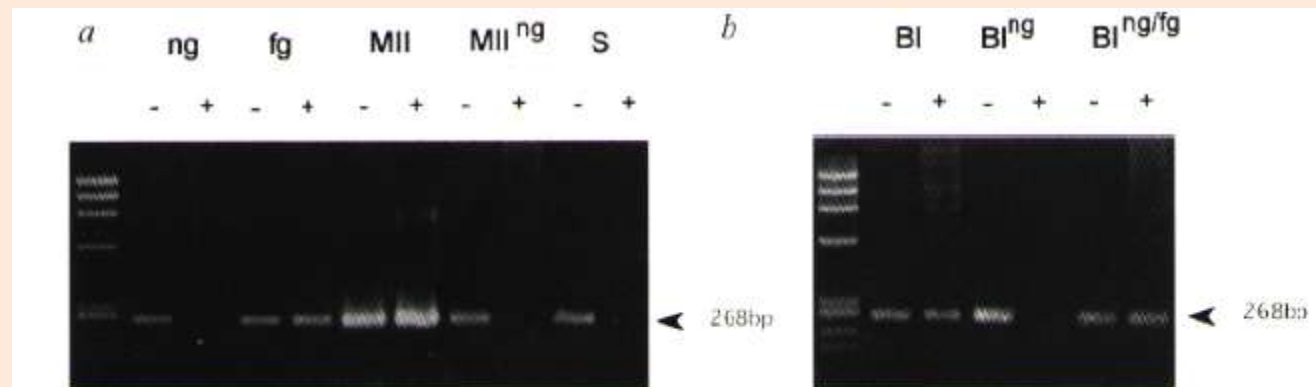 a ng fg MII MII ng S b BI BI ng BI ng/fg
- + - + - + - + - + - + - + - +
268bp 268bp